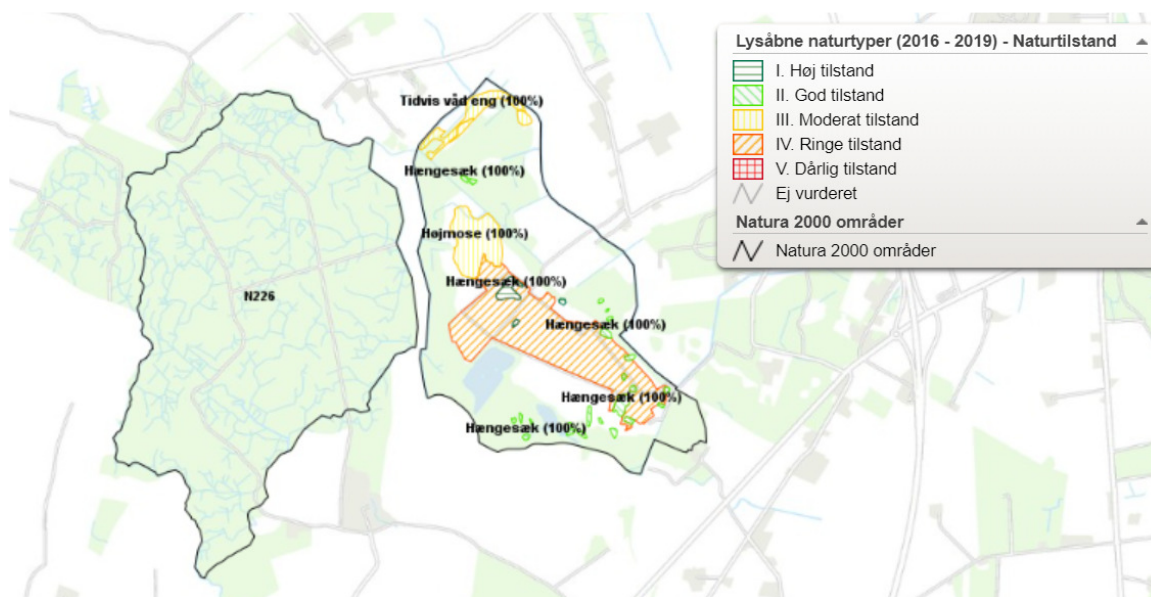 Lysåbne naturtyper (2016 - 2019) - Naturtilstand
I. Høj tilstand
II. God tilstand
III. Moderat tilstand
IV. Ringe tilstand
V. Dårlig tilstand
Ej vurderet
Natura 2000 områder
Natura 2000 områder
Tidvis våd eng (100%)
Hængesæk (100%)
Højmose (100%)
Hængesæk (100%)
N226
Hængesæk (100%)
Hængesæk (100%)
Hængesæk (100%)